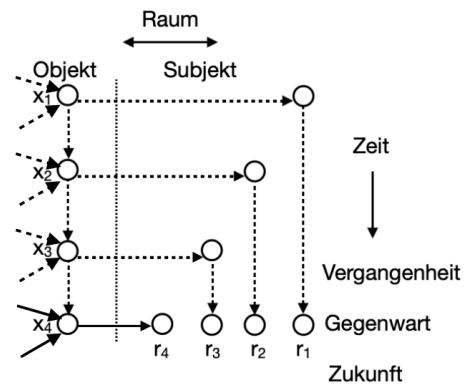 Raum
Objekt Subjekt
x1
Zeit
x2
x3
Vergangenheit
x4 Gegenwart
r4 r3 r2 r1
Zukunft